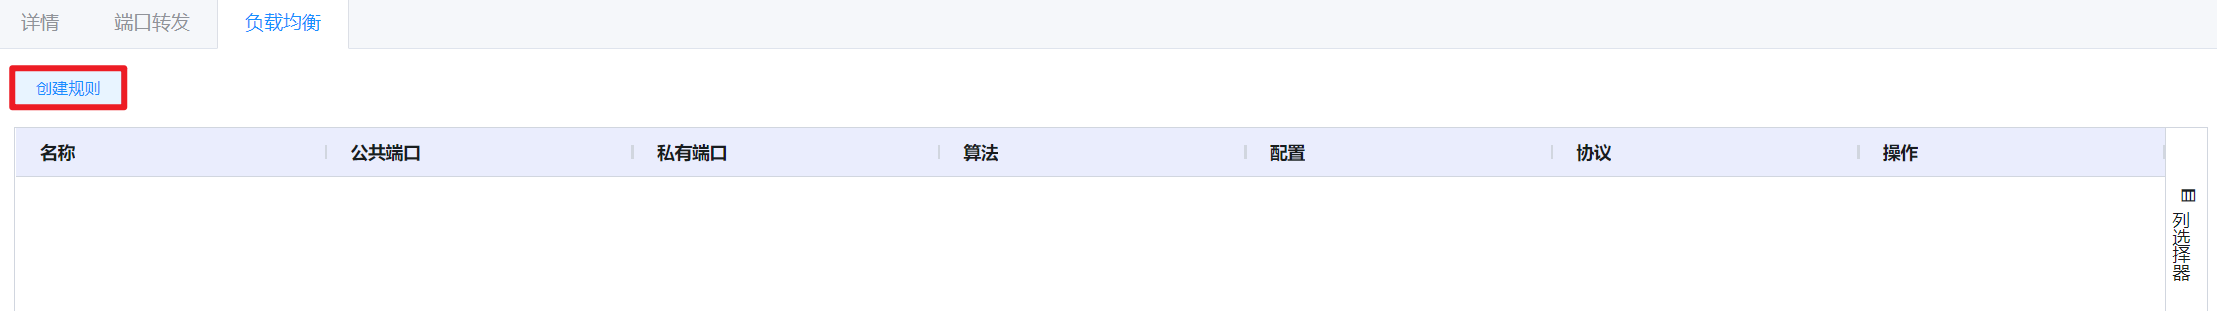 详情 端口转发 负载均衡
创建规则
名称 公共端口 私有端口 算法 配置 协议 操作
列选择器